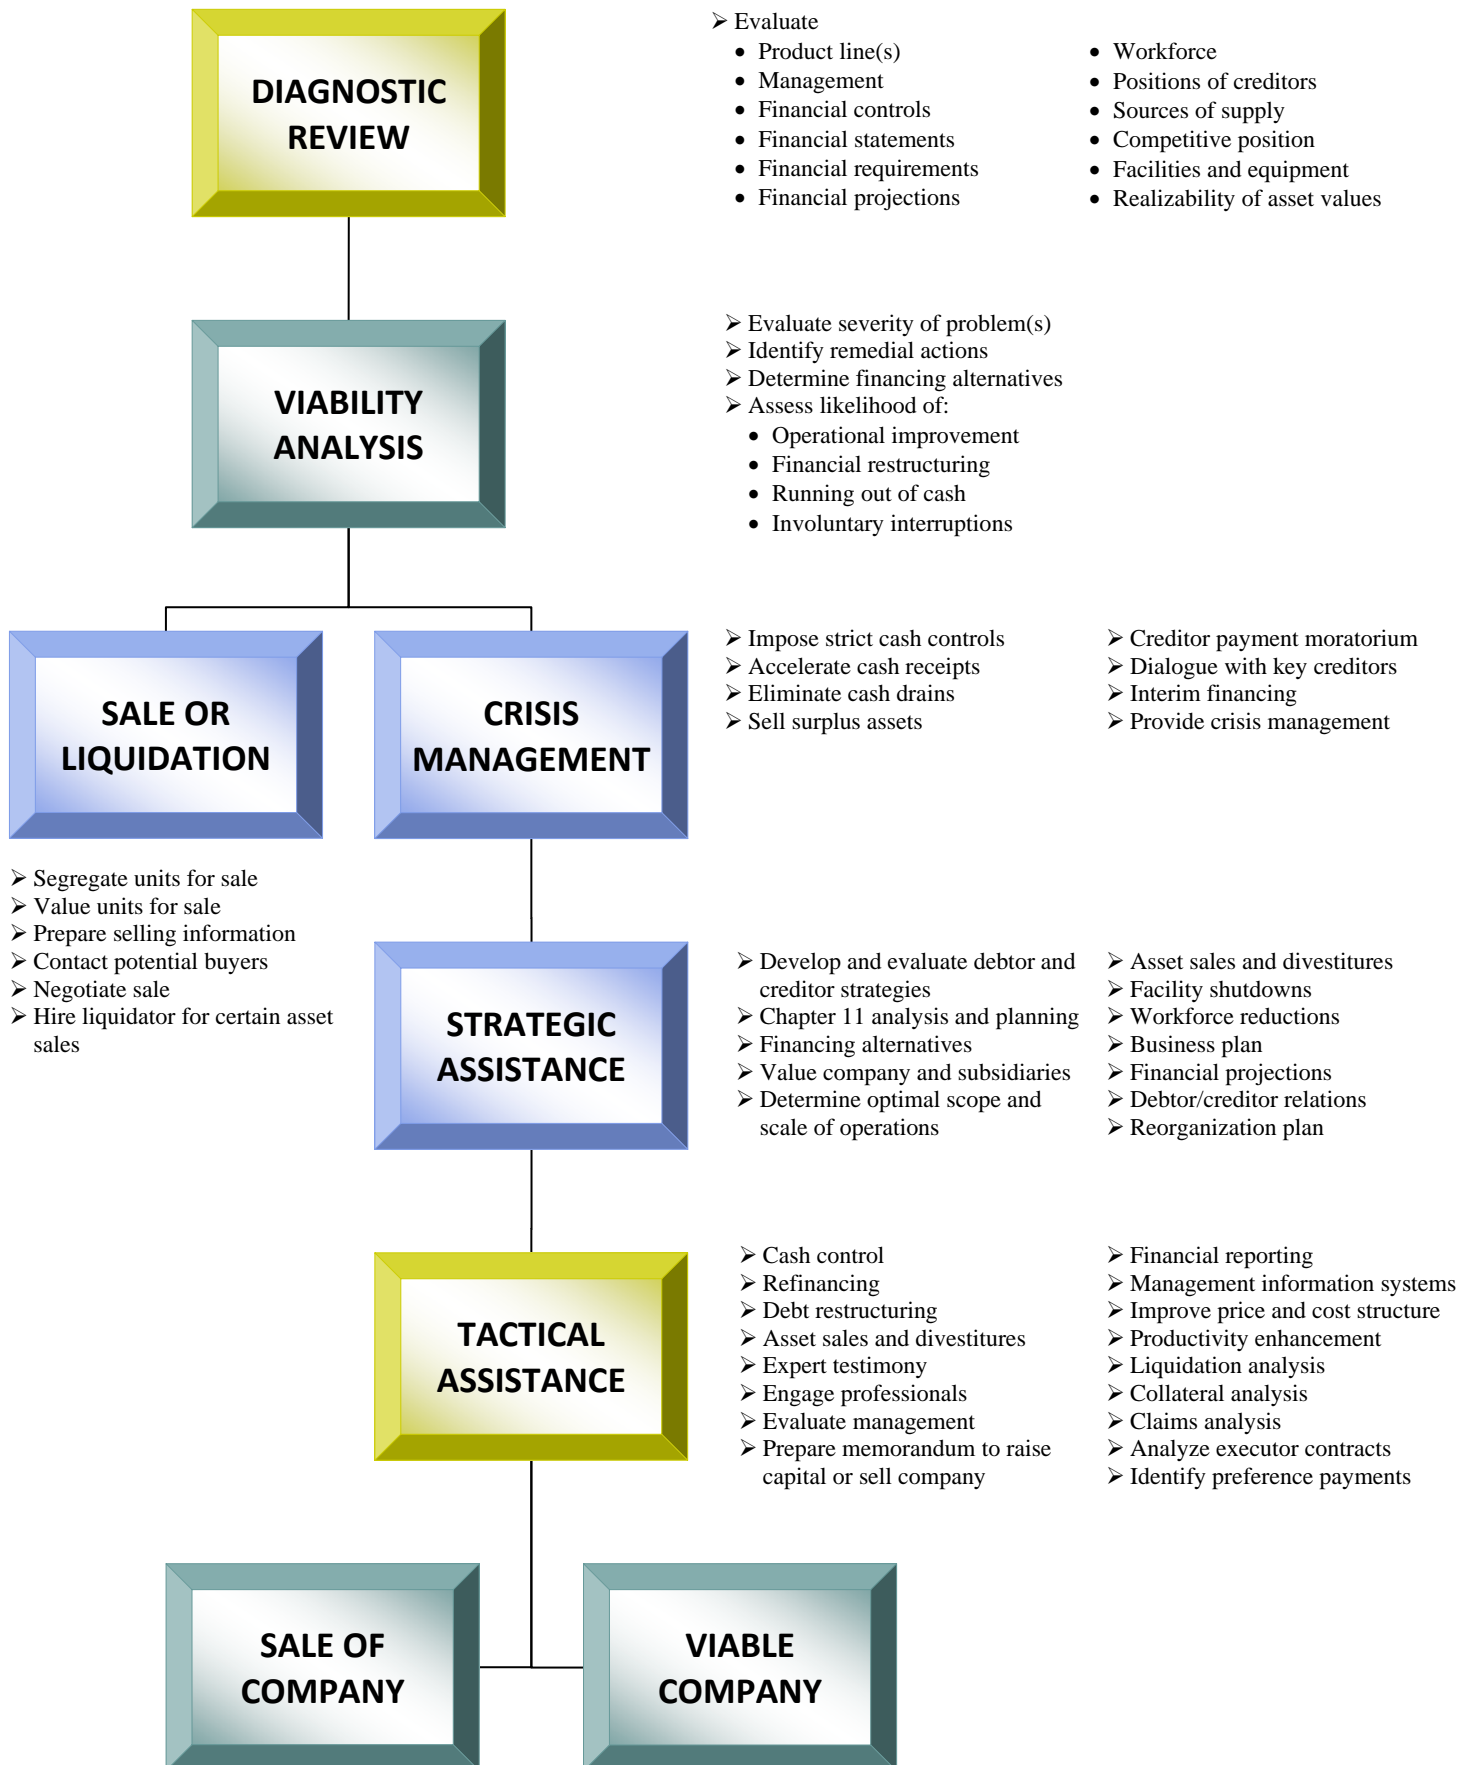 DIAGNOSTIC
REVIEW
➢ Evaluate
• Product line(s)
• Management
• Financial controls
• Financial statements
• Financial requirements
• Financial projections
• Workforce
• Positions of creditors
• Sources of supply
• Competitive position
• Facilities and equipment
• Realizability of asset values
VIABILITY
ANALYSIS
➢ Evaluate severity of problem(s)
➢ Identify remedial actions
➢ Determine financing alternatives
➢ Assess likelihood of:
• Operational improvement
• Financial restructuring
• Running out of cash
• Involuntary interruptions
SALE OR
LIQUIDATION
➢ Segregate units for sale
➢ Value units for sale
➢ Prepare selling information
➢ Contact potential buyers
➢ Negotiate sale
➢ Hire liquidator for certain asset
sales
CRISIS
MANAGEMENT
➢ Impose strict cash controls
➢ Accelerate cash receipts
➢ Eliminate cash drains
➢ Sell surplus assets
➢ Creditor payment moratorium
➢ Dialogue with key creditors
➢ Interim financing
➢ Provide crisis management
STRATEGIC
ASSISTANCE
➢ Develop and evaluate debtor and
creditor strategies
➢ Chapter 11 analysis and planning
➢ Financing alternatives
➢ Value company and subsidiaries
➢ Determine optimal scope and
scale of operations
➢ Asset sales and divestitures
➢ Facility shutdowns
➢ Workforce reductions
➢ Business plan
➢ Financial projections
➢ Debtor/creditor relations
➢ Reorganization plan
TACTICAL
ASSISTANCE
➢ Cash control
➢ Refinancing
➢ Debt restructuring
➢ Asset sales and divestitures
➢ Expert testimony
➢ Engage professionals
➢ Evaluate management
➢ Prepare memorandum to raise
capital or sell company
➢ Financial reporting
➢ Management information systems
➢ Improve price and cost structure
➢ Productivity enhancement
➢ Liquidation analysis
➢ Collateral analysis
➢ Claims analysis
➢ Analyze executor contracts
➢ Identify preference payments
SALE OF
COMPANY
VIABLE
COMPANY